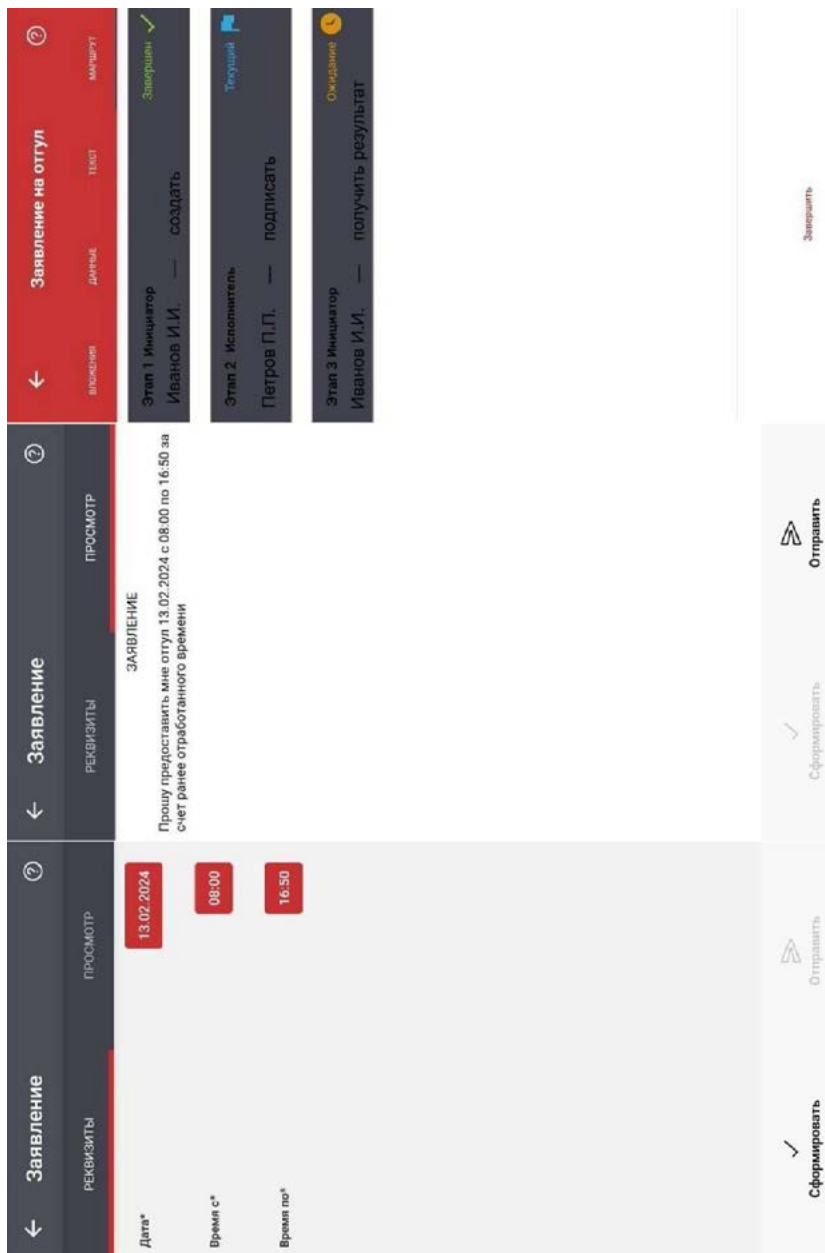 Заявление
РЕКВИЗИТЫ ПРОСМОТР
Дата* 13.02.2024
Время с* 08:00
Время по* 16:50
Сформировать Отправить
Заявление
РЕКВИЗИТЫ ПРОСМОТР
ЗАЯВЛЕНИЕ
Прошу предоставить мне отгул 13.02.2024 с 08:00 по 16:50 за
счет ранее отработанного времени
Сформировать Отправить
Заявление на отгул
ВЛОЖЕНИЯ ДАННЫЕ ТЕКСТ МАРШРУТ
Этап 1 Инициатор Завершен
Иванов И.И. — создать
Этап 2 Исполнитель Текущий
Петров П.П. — подписать
Этап 3 Инициатор Ожидание
Иванов И.И. — получить результат
Завершить